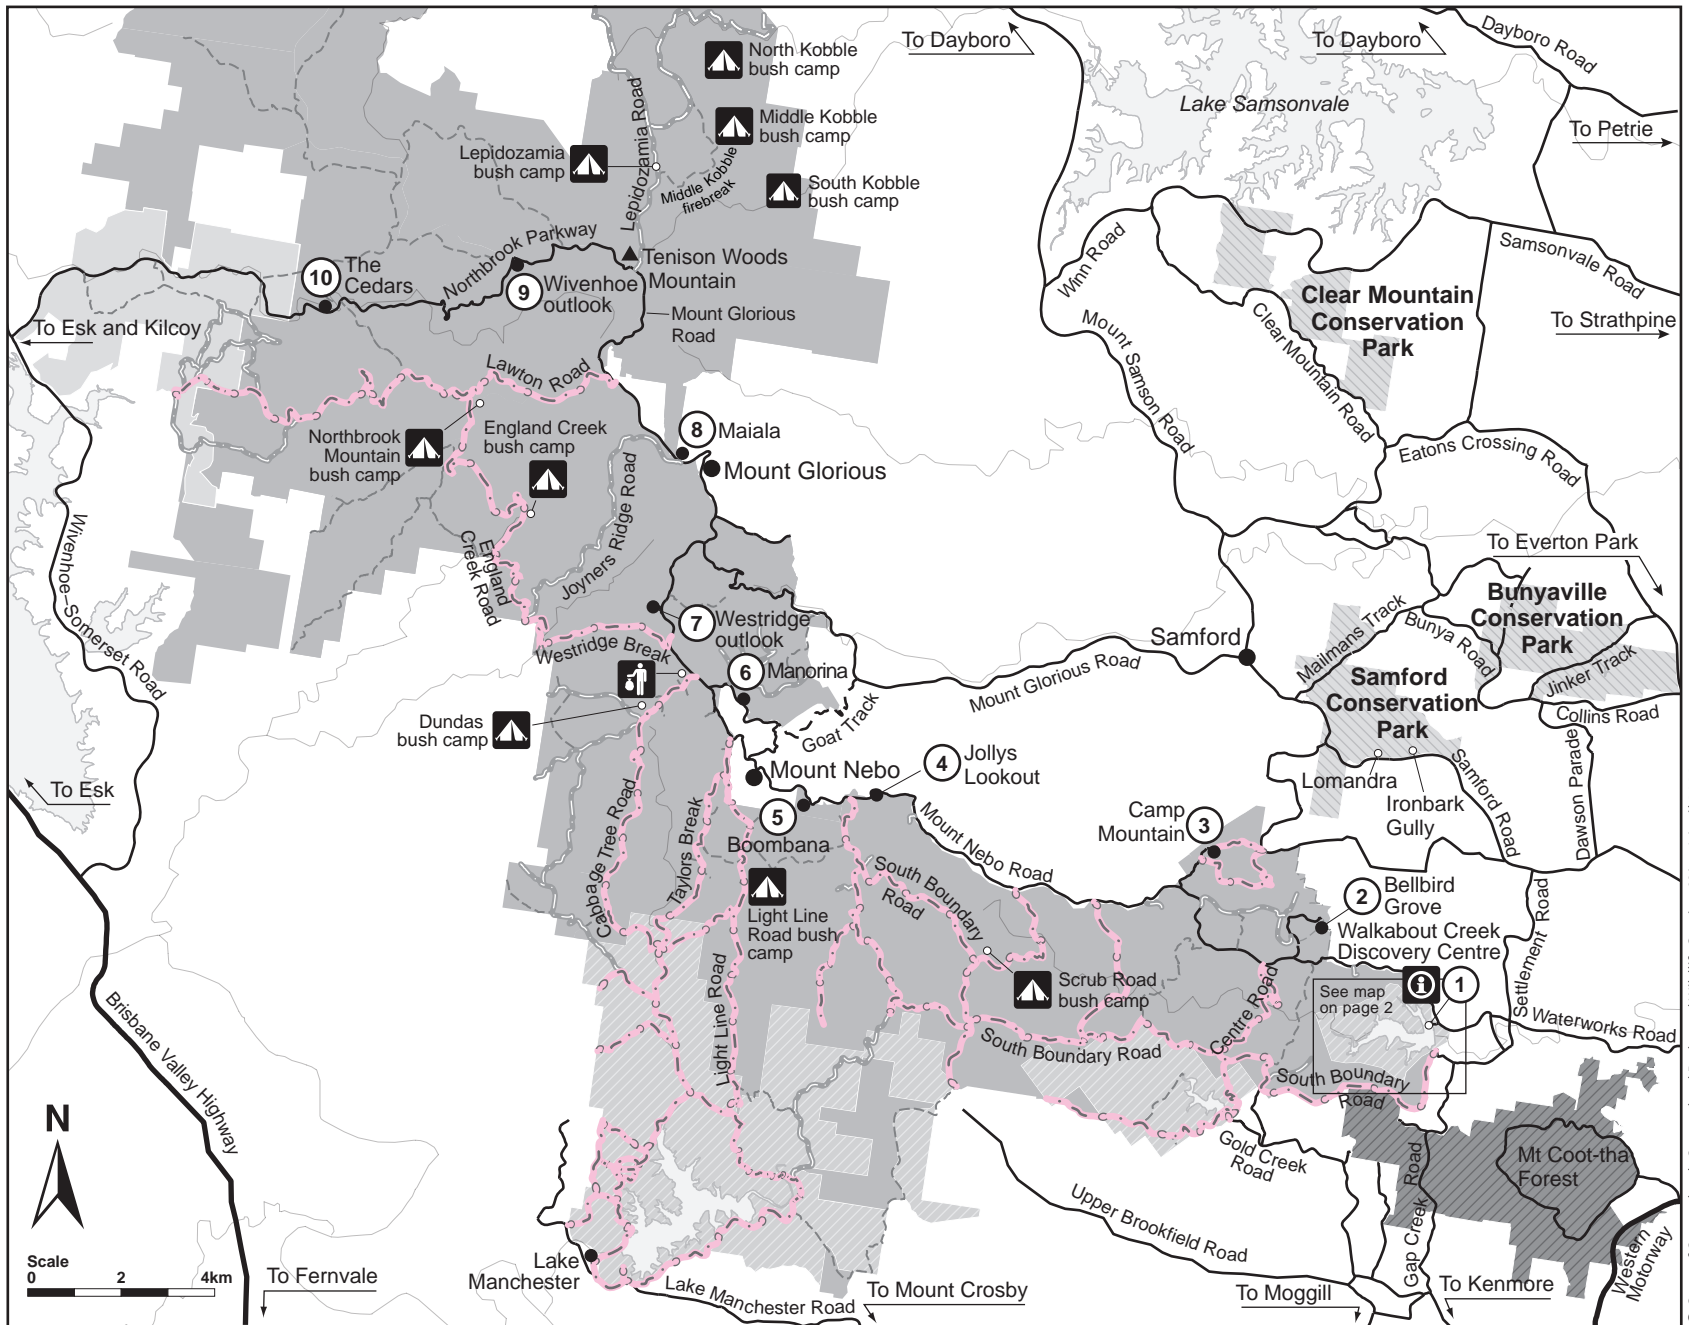 North Kobble
bush camp
To Dayboro
To Dayboro
Dayboro Road
Lake Samsonvale
Lepidozamia Road
Middle Kobble
bush camp
To Petrie
Lepidozamia
bush camp
Middle Kobble
firebreak
South Kobble
bush camp
Northbrook Parkway
Winn Road
Samsonvale Road
10
The
Cedars
Tenison Woods
Mountain
9
Wivenhoe
outlook
Clear Mountain
Conservation
Park
To Esk and Kilcoy
Mount Glorious
Road
Mount Samson Road
Clear Mountain Road
To Strathpine
Lawton Road
8
Maiala
Northbrook
Mountain
bush camp
England Creek
bush camp
Mount Glorious
Eatons Crossing Road
Wivenhoe–Somerset Road
England
Creek Road
Joyners Ridge Road
To Everton Park
Bunyaville
Conservation
Park
7
Westridge
outlook
Westridge Break
6
Manorina
Samford
Mailmans Track
Bunya Road
Jinker Track
Mount Glorious Road
Samford
Conservation
Park
Collins Road
Dundas
bush camp
Goat Track
Mount Nebo
4
Jollys
Lookout
Lomandra
Ironbark
Gully
Samford Road
Dawson Parade
To Esk
Cabbage Tree Road
Taylors Break
5
Boombana
Mount Nebo Road
Camp
Mountain
3
South Boundary
Road
2
Bellbird
Grove
Light Line
Road bush
camp
Walkabout Creek
Discovery Centre
Settlement Road
Light Line Road
Scrub Road
bush camp
See map
on page 2
1
Brisbane Valley Highway
South Boundary Road
Centre Road
Waterworks Road
South Boundary
Road
N
Gold Creek
Road
Mt Coot-tha
Forest
Upper Brookfield Road
Gap Creek
Road
Western
Motorway
Scale
0
2
4km
To Fernvale
Lake
Manchester
Lake Manchester Road
To Mount Crosby
To Moggill
To Kenmore